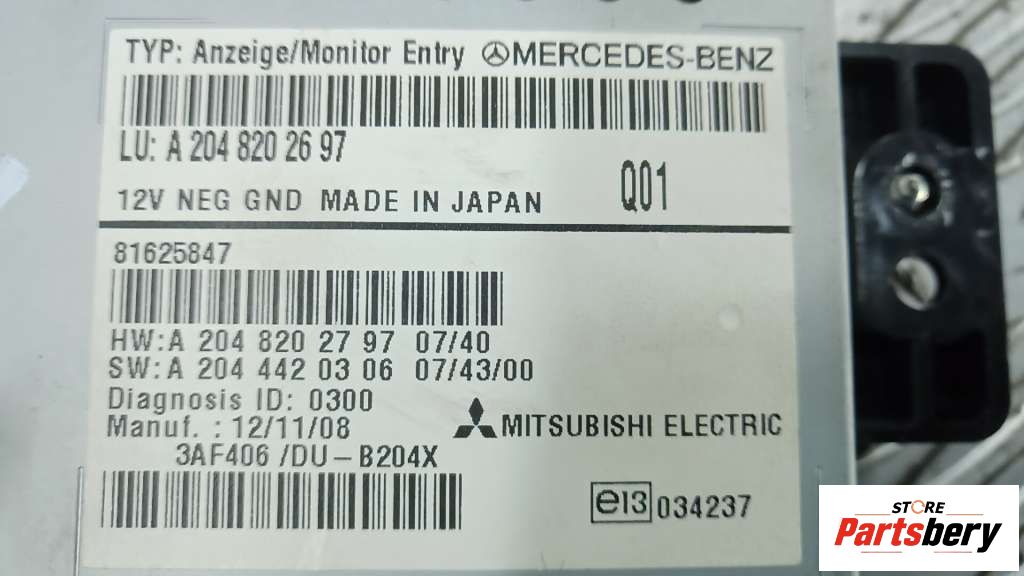 TYP: Anzeige/Monitor Entry MERCEDES-BENZ
LU: A 204 820 26 97
12V NEG GND MADE IN JAPAN Q01
81625847
HW:A 204 820 27 97 07/40
SW:A 204 442 03 06 07/43/00
Diagnosis ID: 0300
Manuf. : 12/11/08
MITSUBISHI ELECTRIC
3AF406 /DU-B204X
e13 034237
STORE
Partsbery